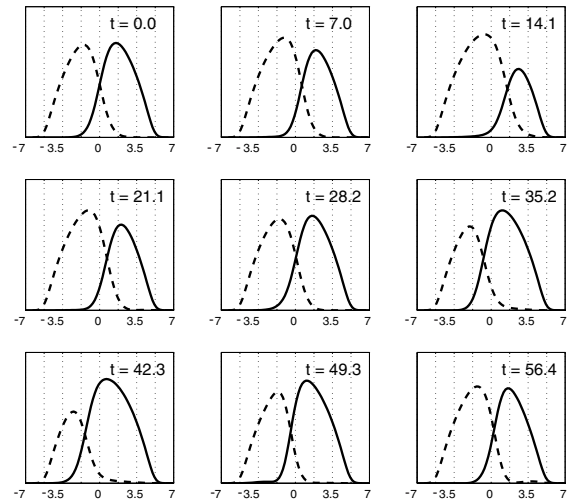 t = 0.0 t = 7.0 t = 14.1
-7 -3.5 0 3.5 7 -7 -3.5 0 3.5 7 -7 -3.5 0 3.5 7
t = 21.1 t = 28.2 t = 35.2
-7 -3.5 0 3.5 7 -7 -3.5 0 3.5 7 -7 -3.5 0 3.5 7
t = 42.3 t = 49.3 t = 56.4
-7 -3.5 0 3.5 7 -7 -3.5 0 3.5 7 -7 -3.5 0 3.5 7